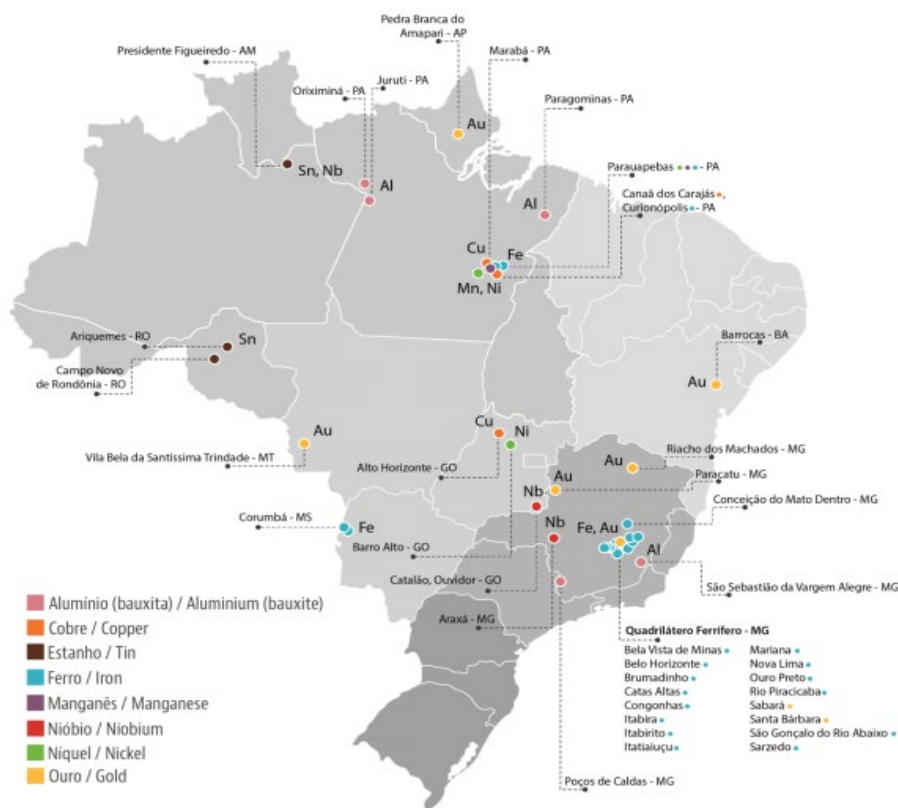 Pedra Branca do
Amapari - AP
Presidente Figueiredo - AM
Marabá - PA
Juruti - PA
Oriximiná - PA
Paragominas - PA
Au
Sn, Nb
Al
Parauapebas - PA
Canaã dos Carajás ,
Curionópolis - PA
Al
Cu
Fe
Mn, Ni
Ariquemes - RO
Sn
Campo Novo
de Rondônia - RO
Barrocas - BA
Au
Au
Cu
Ni
Vila Bela da Santíssima Trindade - MT
Alto Horizonte - GO
Riacho dos Machados - MG
Au
Au
Paracatu - MG
Nb
Conceição do Mato Dentro - MG
Corumbá - MS
Fe
Nb
Fe, Au
Barro Alto - GO
Al
Catalão, Ouvidor - GO
São Sebastião da Vargem Alegre - MG
Araxá - MG
Alumínio (bauxita) / Aluminium (bauxite)
Cobre / Copper
Estanho / Tin
Ferro / Iron
Manganês / Manganese
Nióbio / Niobium
Níquel / Nickel
Ouro / Gold
Quadrilátero Ferrífero - MG
Bela Vista de Minas
Belo Horizonte
Brumadinho
Catas Altas
Congonhas
Itabira
Itabirito
Itatiaiuçu
Mariana
Nova Lima
Ouro Preto
Rio Piracicaba
Sabará
Santa Bárbara
São Gonçalo do Rio Abaixo
Sarzedo
Poços de Caldas - MG